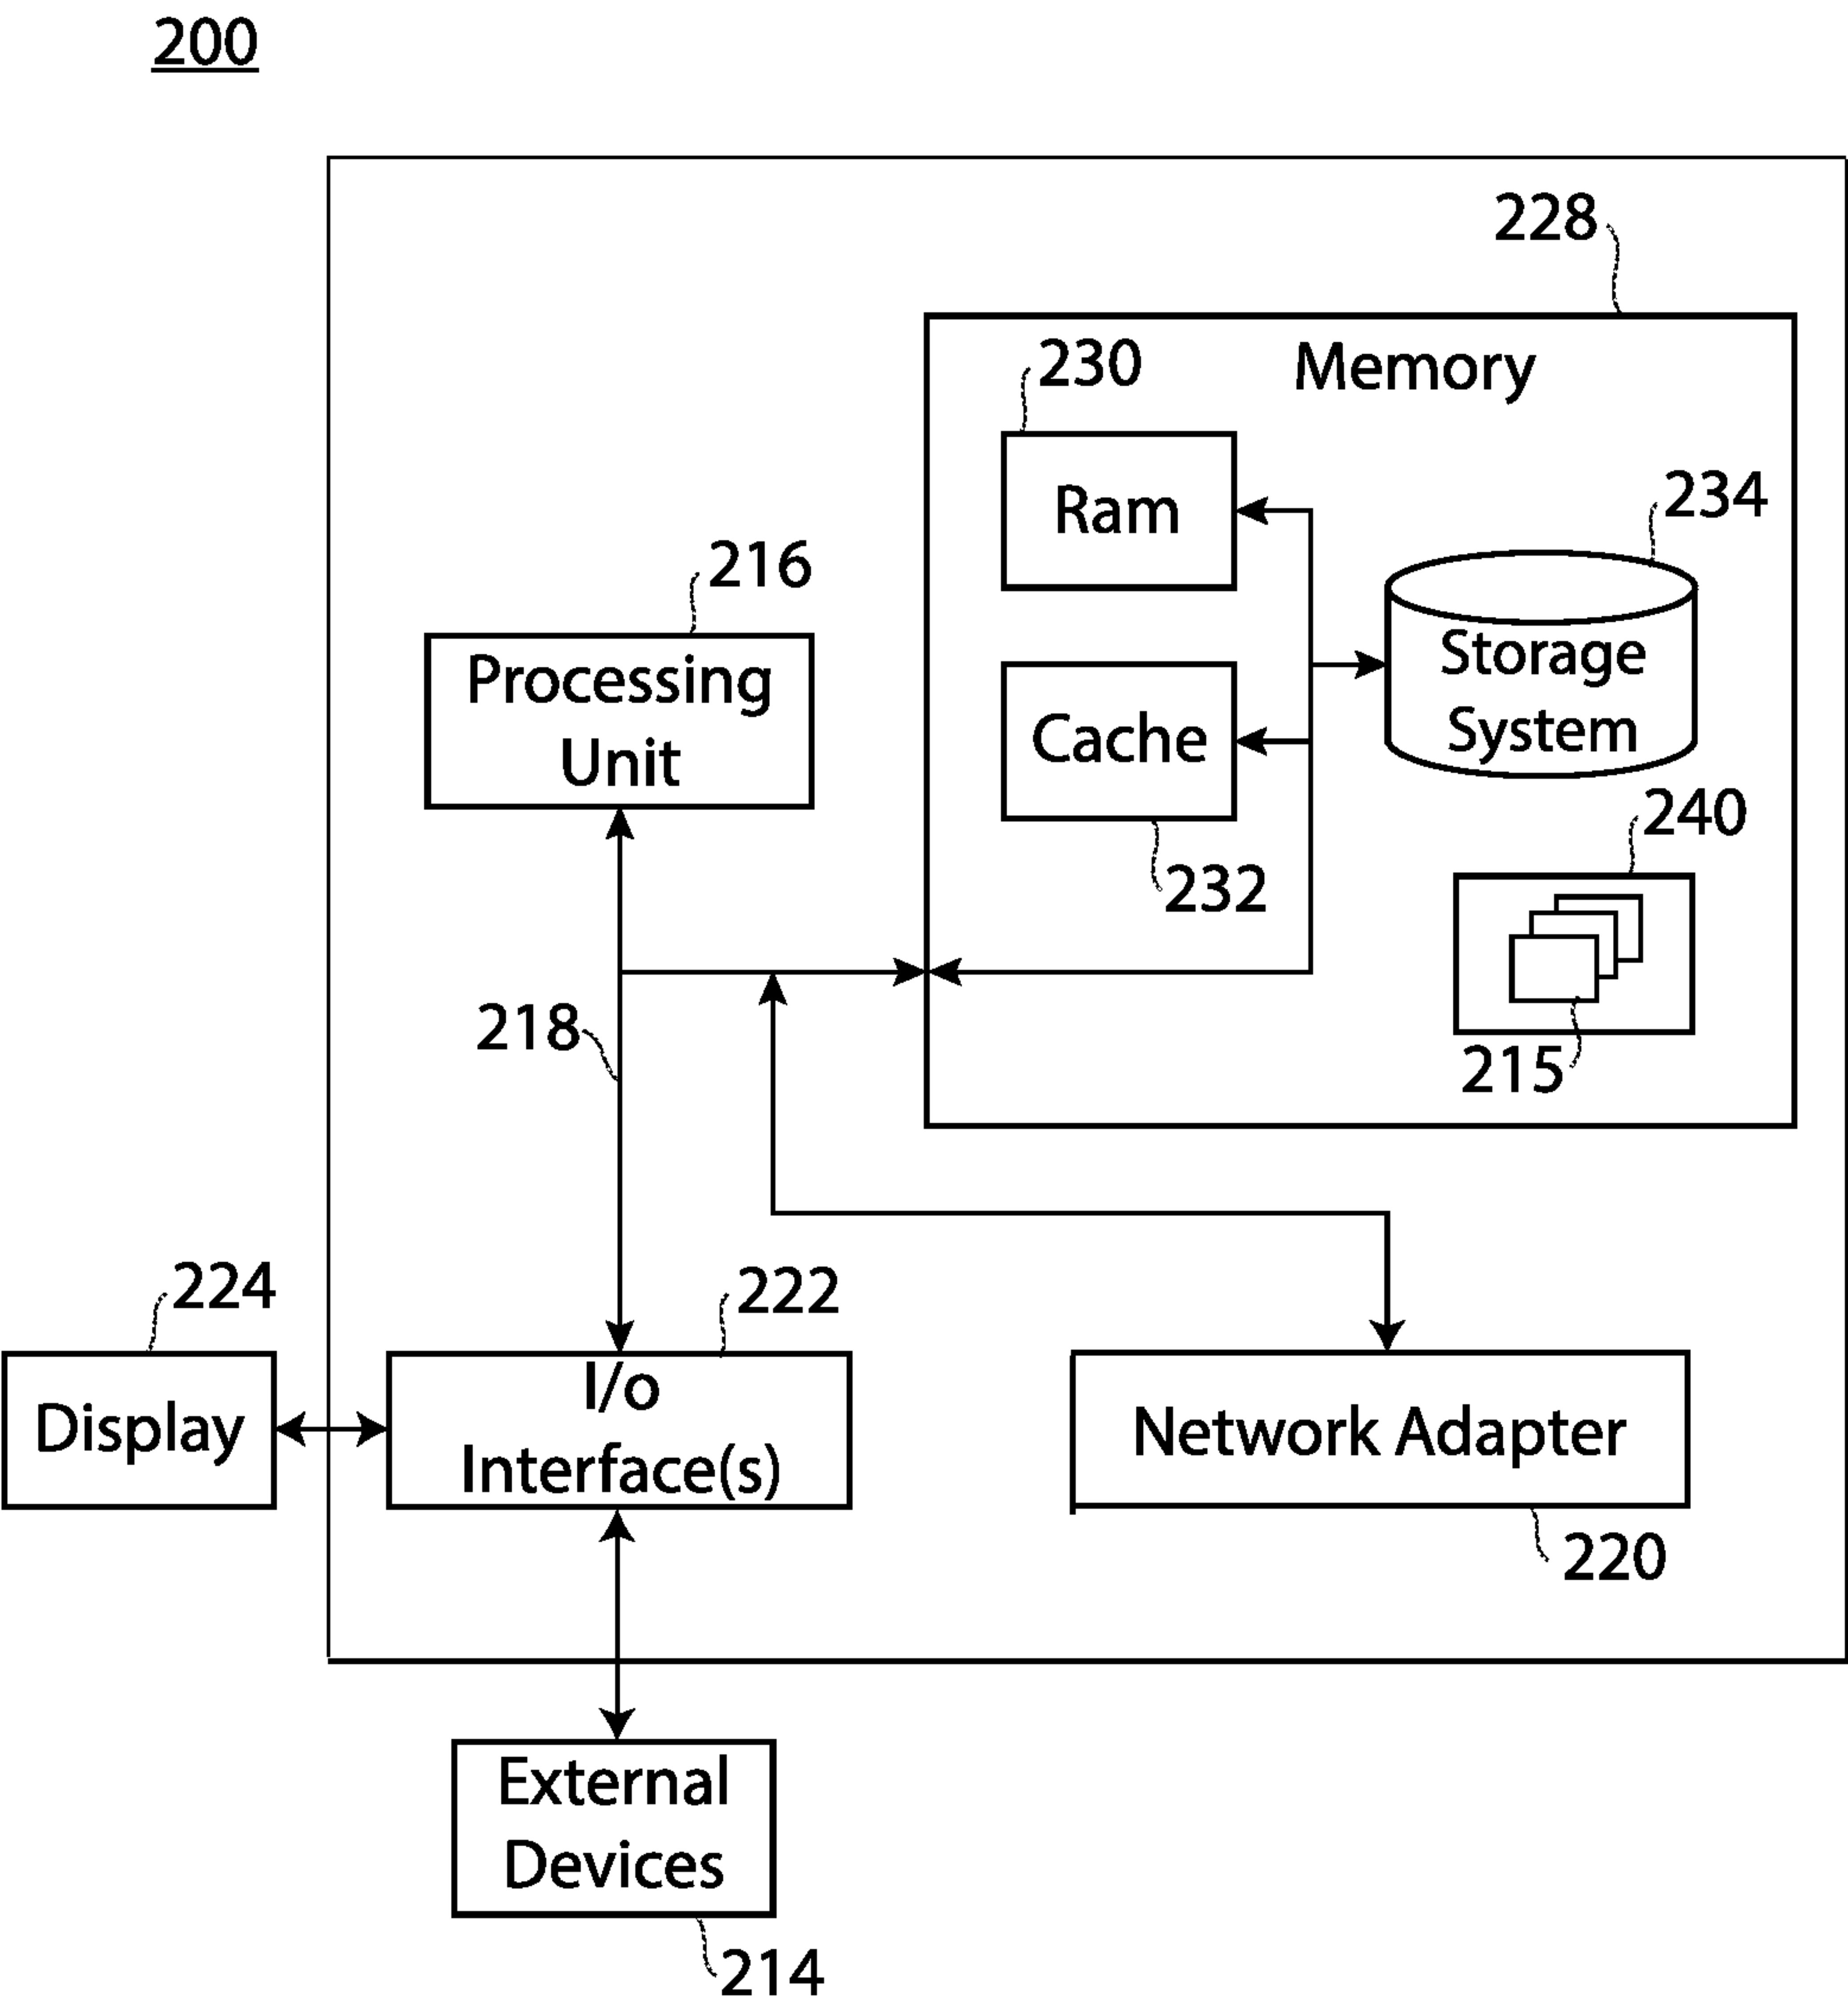 200
228
230
Memory
Ram
234
216
Processing
Unit
Storage
System
Cache
240
232
218
215
224
222
Display
I/o
Interface(s)
Network Adapter
220
External
Devices
214